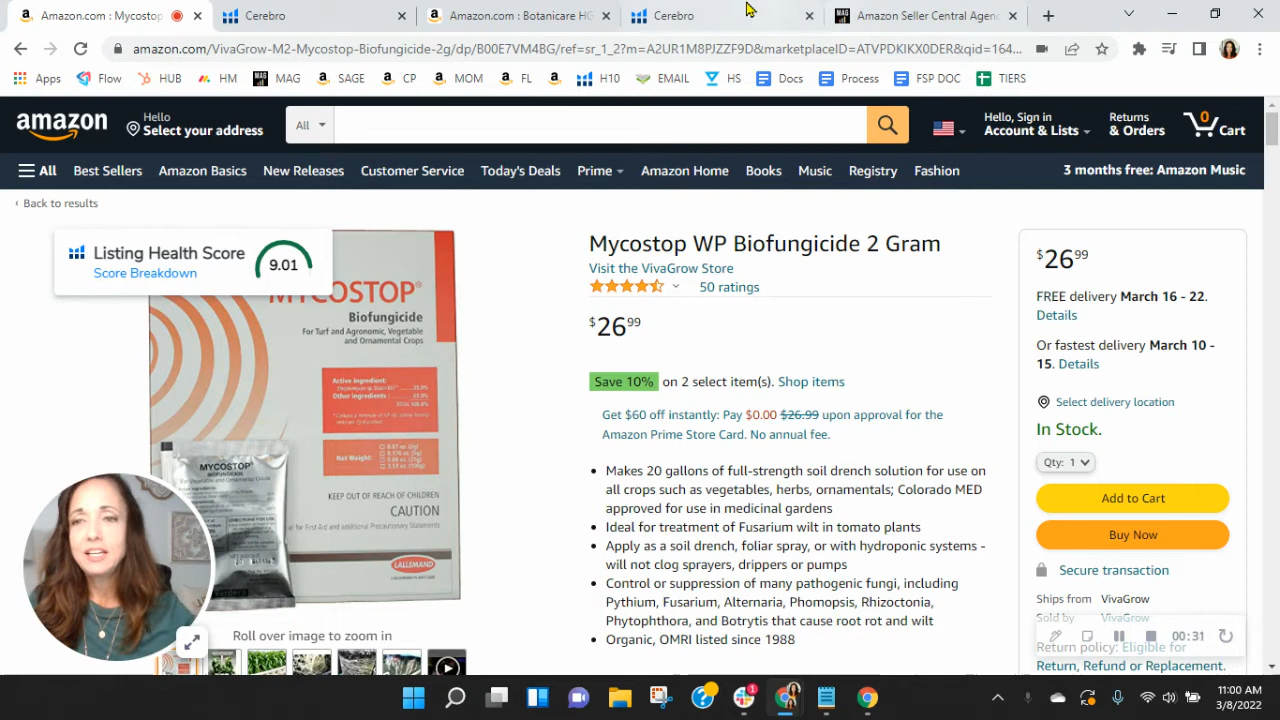 Amazon.com : Mycostop
Cerebro
Amazon.com : Botanicare HG
Cerebro
Amazon Seller Central Agen
amazon.com/VivaGrow-M2-Mycostop-Biofungicide-2g/dp/B00E7VM4BG/ref=sr_1_2?m=A2UR1M8PJZZF9D&marketplaceID=ATVPDKIKX0DER&qid=164...
Apps Flow HUB HM MAG SAGE CP MOM FL H10 EMAIL HS Docs Process FSP DOC TIERS
amazon
Hello
Select your address
All
Hello, Sign in
Account & Lists
Returns
& Orders
0
Cart
All Best Sellers Amazon Basics New Releases Customer Service Today's Deals Prime Amazon Home Books Music Registry Fashion
3 months free: Amazon Music
‹ Back to results
Listing Health Score
Score Breakdown
9.01
MYCOSTOP®
Biofungicide
For Turf and Agronomic, Vegetable
and Ornamental Crops
Active ingredient:
Other ingredients:
Net Weight:
KEEP OUT OF REACH OF CHILDREN
CAUTION
for First Aid and additional Precautionary Statements
LALLEMAND
MYCOSTOP
Roll over image to zoom in
Mycostop WP Biofungicide 2 Gram
Visit the VivaGrow Store
50 ratings
$26.99
Save 10% on 2 select item(s). Shop items
Get $60 off instantly: Pay $0.00 $26.99 upon approval for the
Amazon Prime Store Card. No annual fee.
• Makes 20 gallons of full-strength soil drench solution for use on
all crops such as vegetables, herbs, ornamentals; Colorado MED
approved for use in medicinal gardens
• Ideal for treatment of Fusarium wilt in tomato plants
• Apply as a soil drench, foliar spray, or with hydroponic systems -
will not clog sprayers, drippers or pumps
• Control or suppression of many pathogenic fungi, including
Pythium, Fusarium, Alternaria, Phomopsis, Rhizoctonia,
Phytophthora, and Botrytis that cause root rot and wilt
• Organic, OMRI listed since 1988
$26.99
FREE delivery March 16 - 22.
Details
Or fastest delivery March 10 -
15. Details
Select delivery location
In Stock.
Qty: 1
Add to Cart
Buy Now
Secure transaction
Ships from VivaGrow
Sold by VivaGrow
00:31
Return policy: Eligible for
Return, Refund or Replacement.
1
11:00 AM
3/8/2022